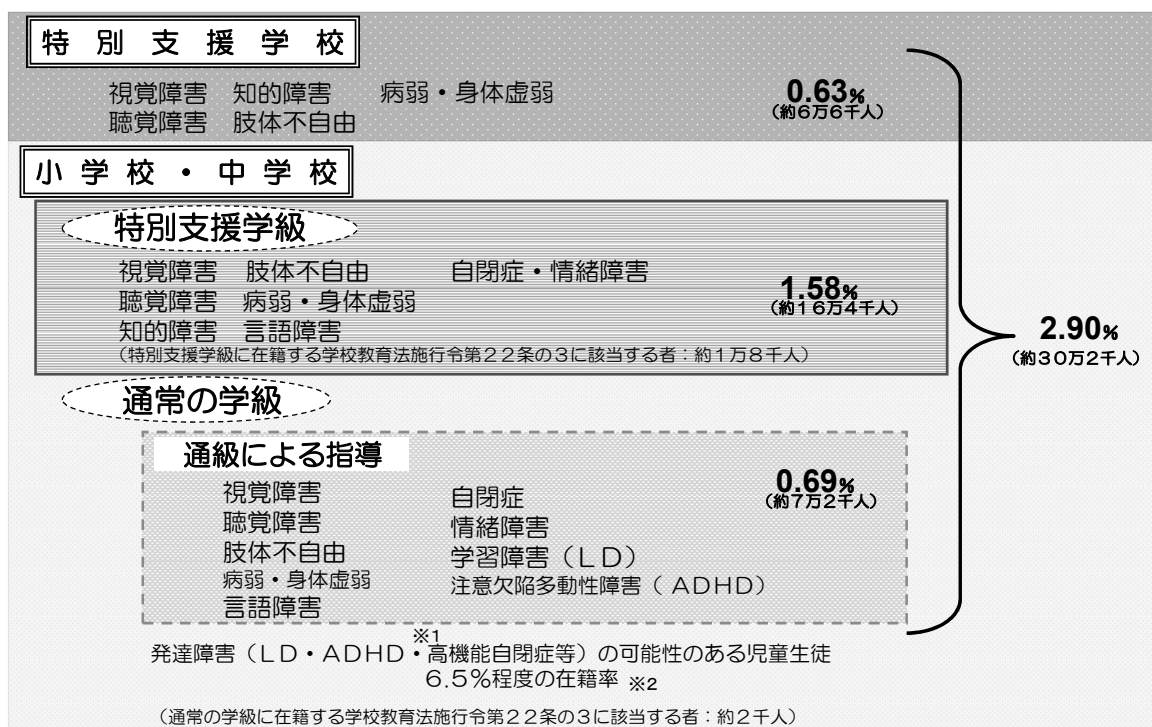 特別支援学校
視覚障害 知的障害 病弱・身体虚弱
聴覚障害 肢体不自由
0.63%
(約6万6千人)
小学校・中学校
特別支援学級
視覚障害 肢体不自由 自閉症・情緒障害
聴覚障害 病弱・身体虚弱
知的障害 言語障害
(特別支援学級に在籍する学校教育法施行令第22条の3に該当する者:約1万8千人)
1.58%
(約16万4千人)
2.90%
(約30万2千人)
通常の学級
通級による指導
視覚障害
聴覚障害
肢体不自由
病弱・身体虚弱
言語障害
自閉症
情緒障害
学習障害(LD)
注意欠陥多動性障害(ADHD)
0.69%
(約7万2千人)
※1
発達障害(LD・ADHD・高機能自閉症等)の可能性のある児童生徒
6.5%程度の在籍率 ※2
(通常の学級に在籍する学校教育法施行令第22条の3に該当する者:約2千人)